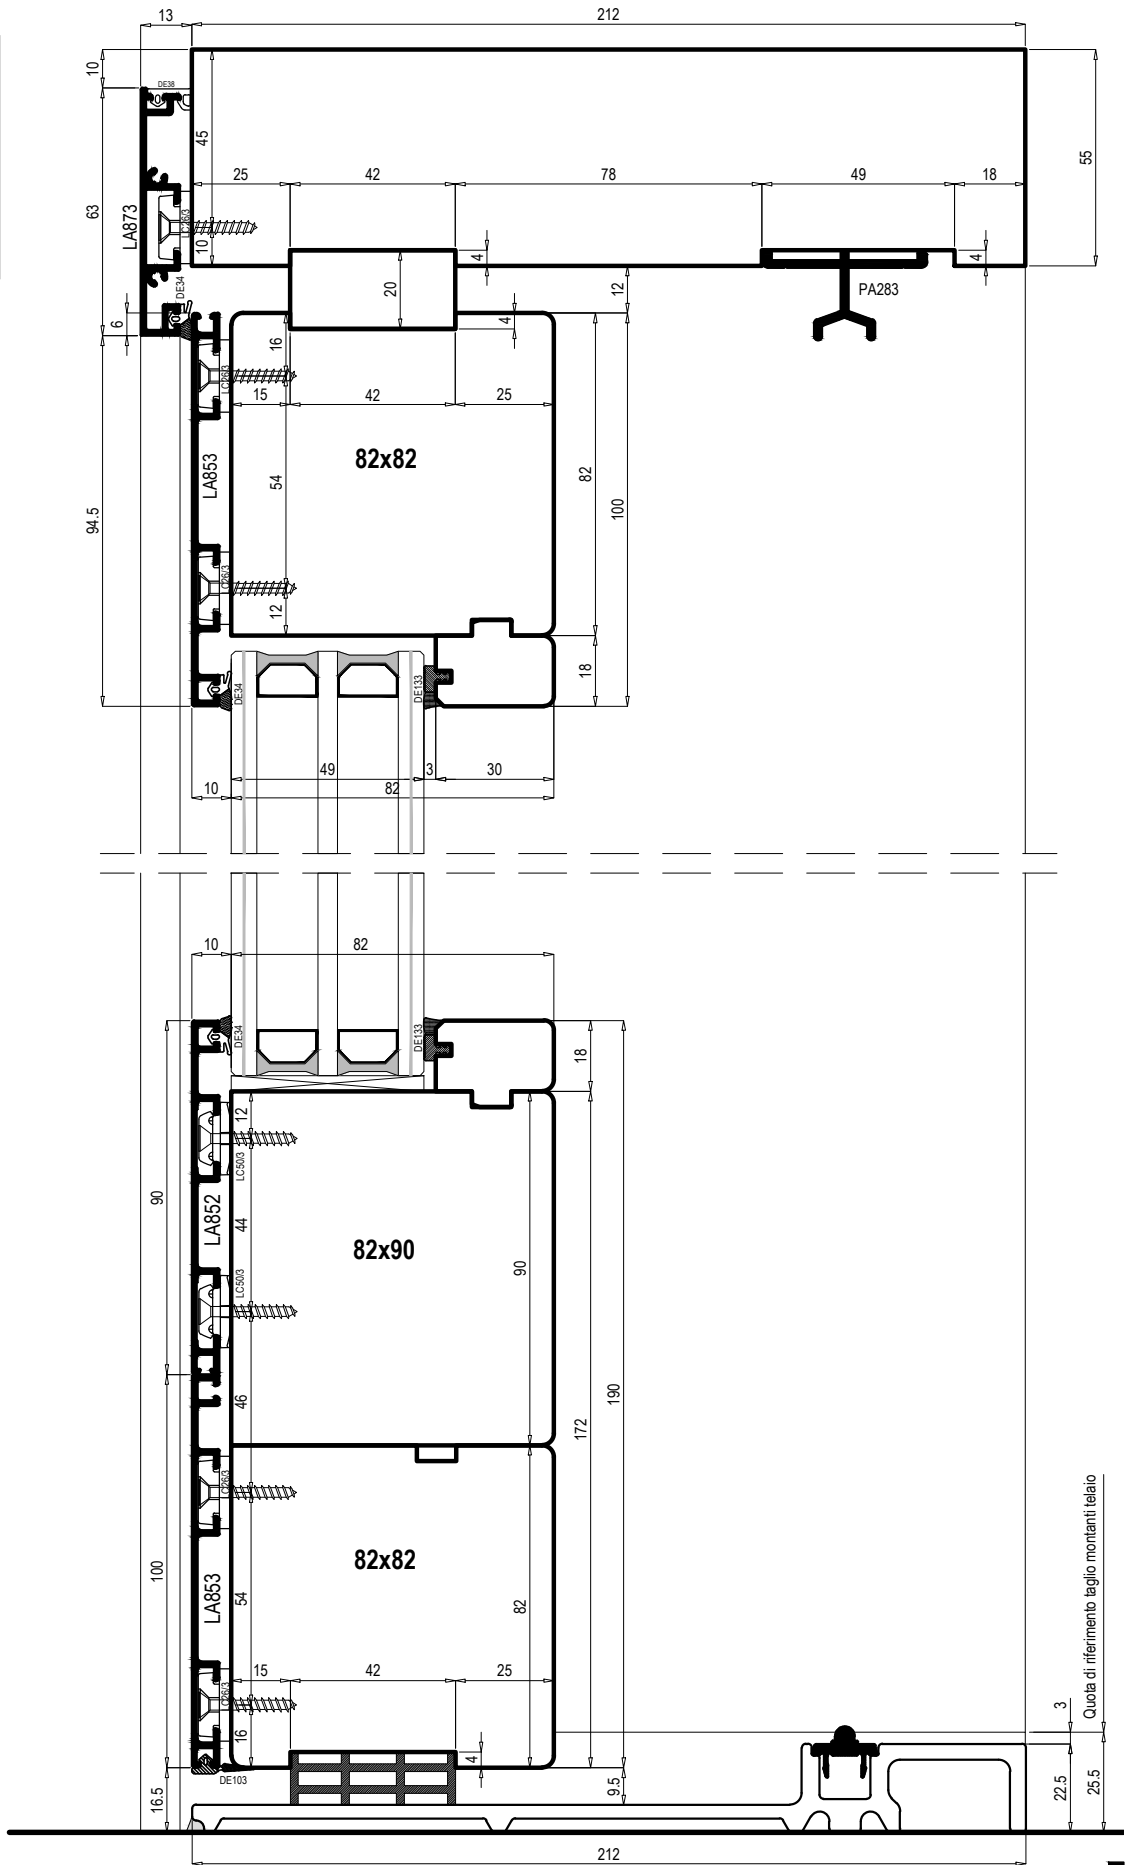 13
212
10
DE38
45
55
25
42
78
49
18
63
LA873
LC26/3
10
4
4
DE34
20
12
PA283
6
4
16
LC26/3
15
42
25
82x82
LA853
54
82
100
94.5
LC26/3
12
18
DE34
DE133
49
3
30
10
82
10
82
DE34
DE133
18
12
LC50/3
90
LA852
44
82x90
90
LC50/3
46
172
190
LC26/3
82x82
100
LA853
54
82
Quota di riferimento taglio montanti telaio
15
42
25
LC26/3
16
4
3
DE103
16.5
9.5
22.5
25.5
212